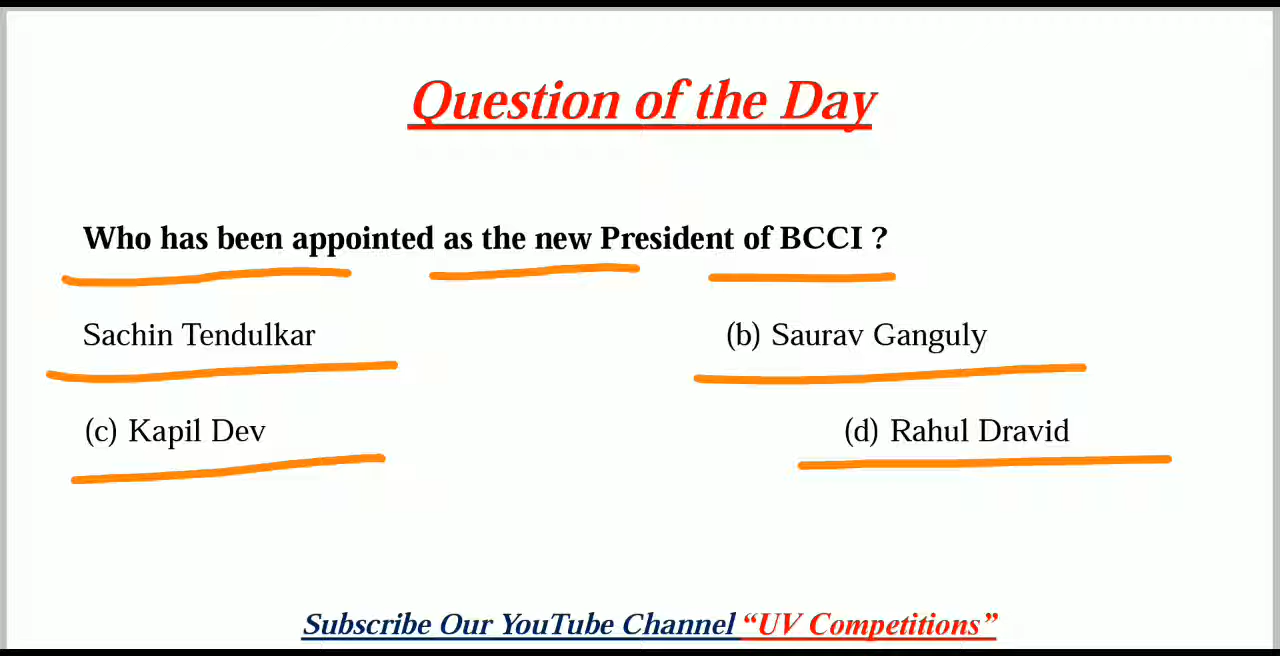 Question of the Day
Who has been appointed as the new President of BCCI ?
Sachin Tendulkar (b) Saurav Ganguly
(c) Kapil Dev (d) Rahul Dravid
Subscribe Our YouTube Channel “UV Competitions”